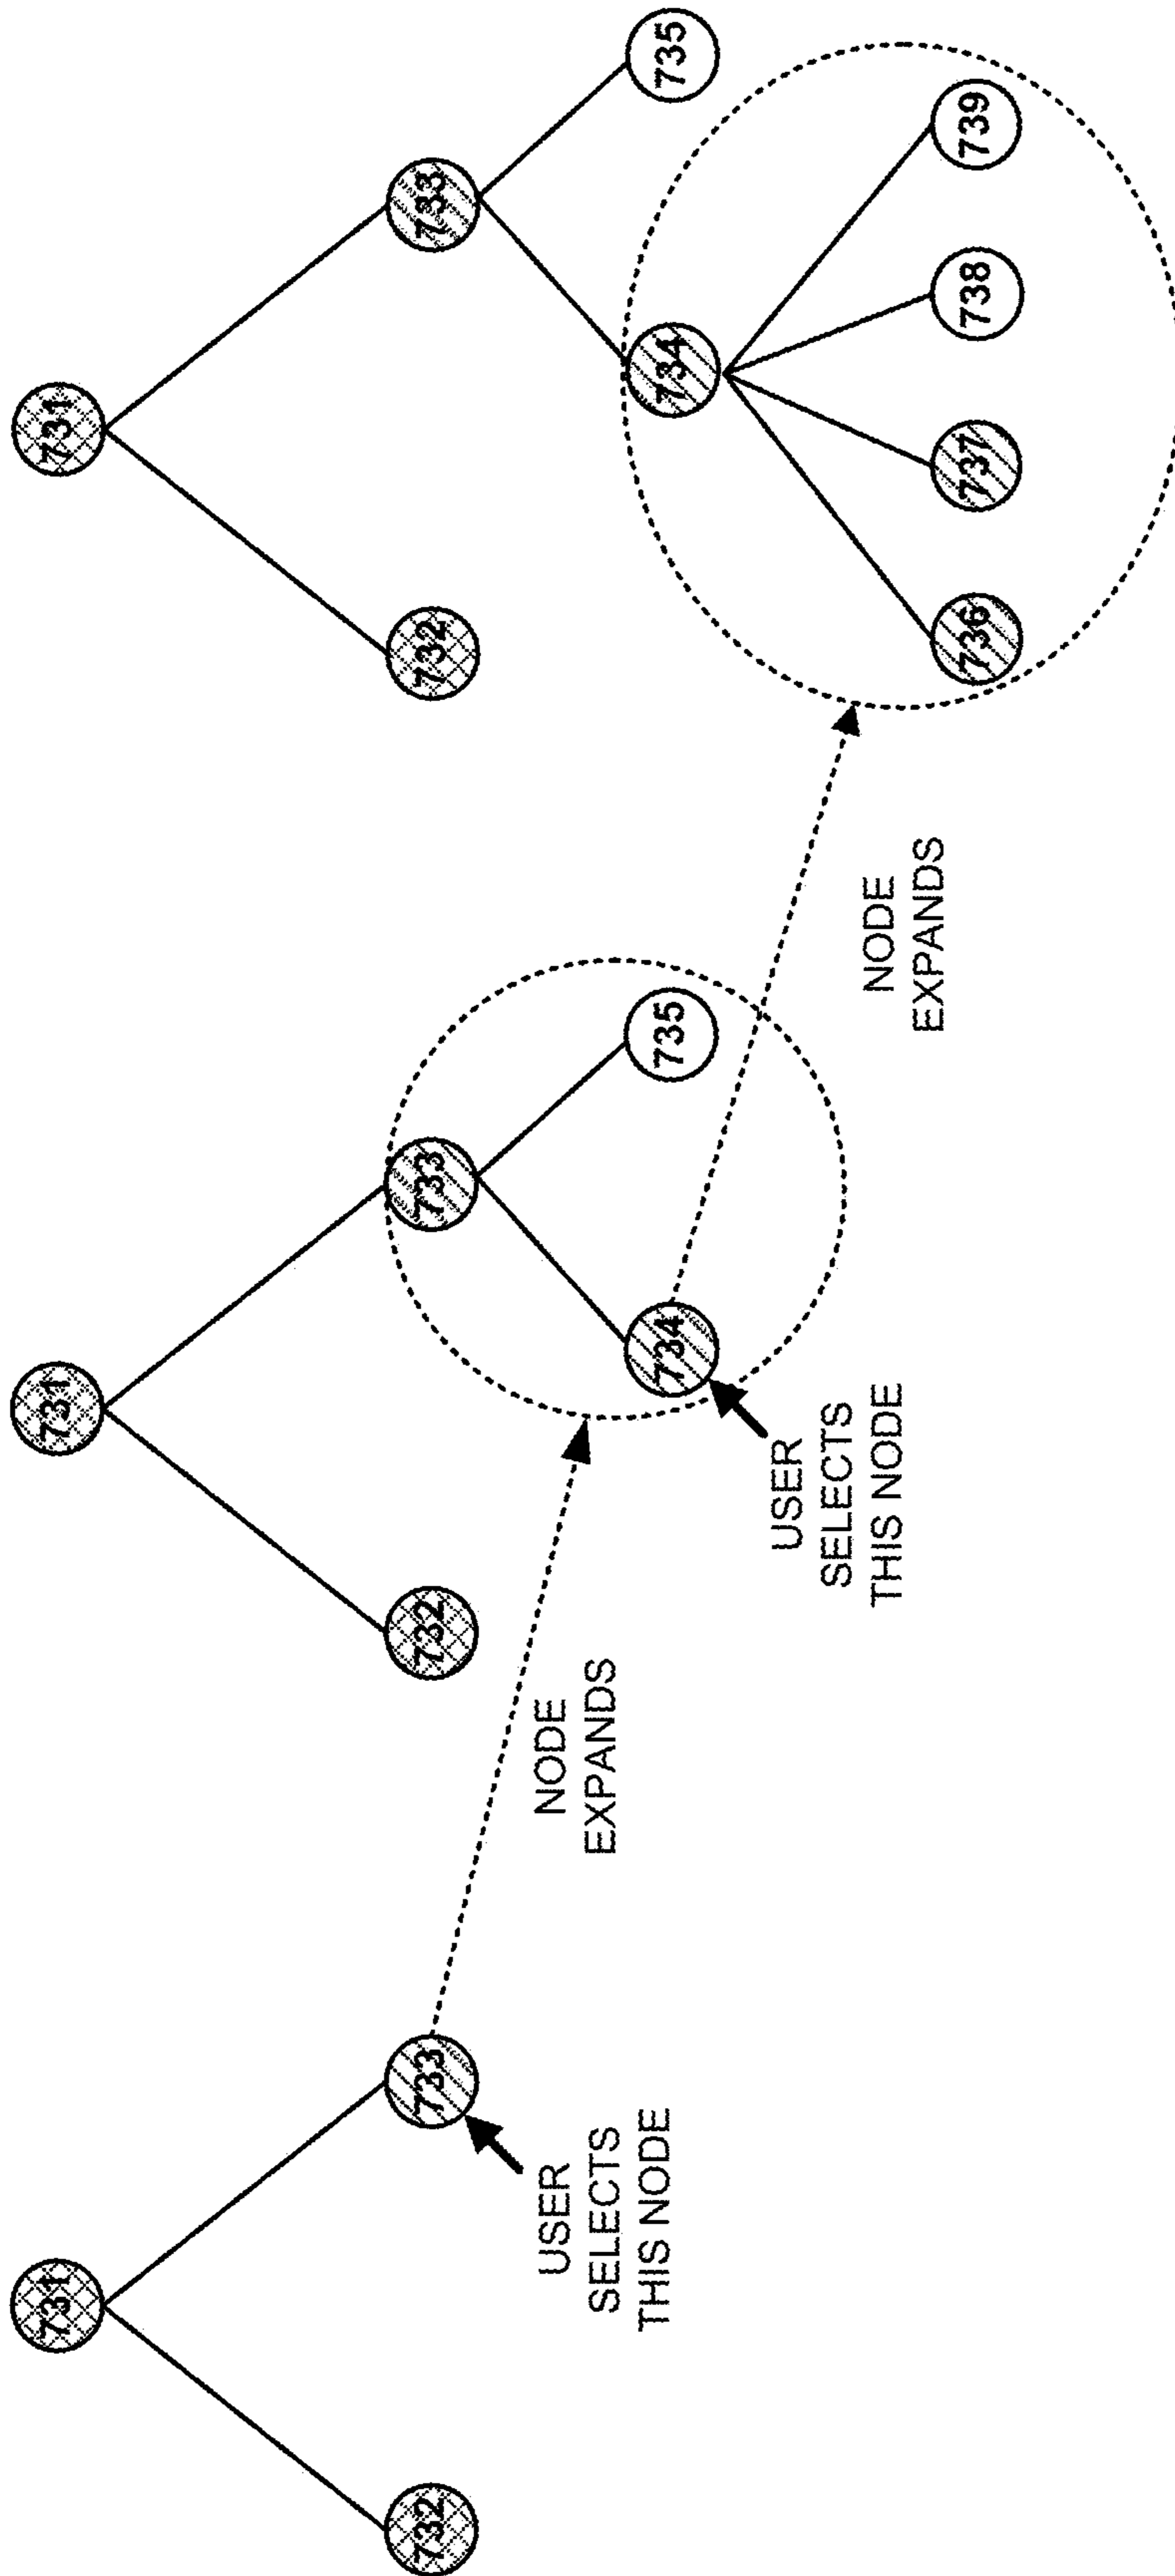 731
732
733
USER
SELECTS
THIS NODE
NODE
EXPANDS
731
732
733
734
735
USER
SELECTS
THIS NODE
NODE
EXPANDS
731
732
733
734
735
736
737
738
739